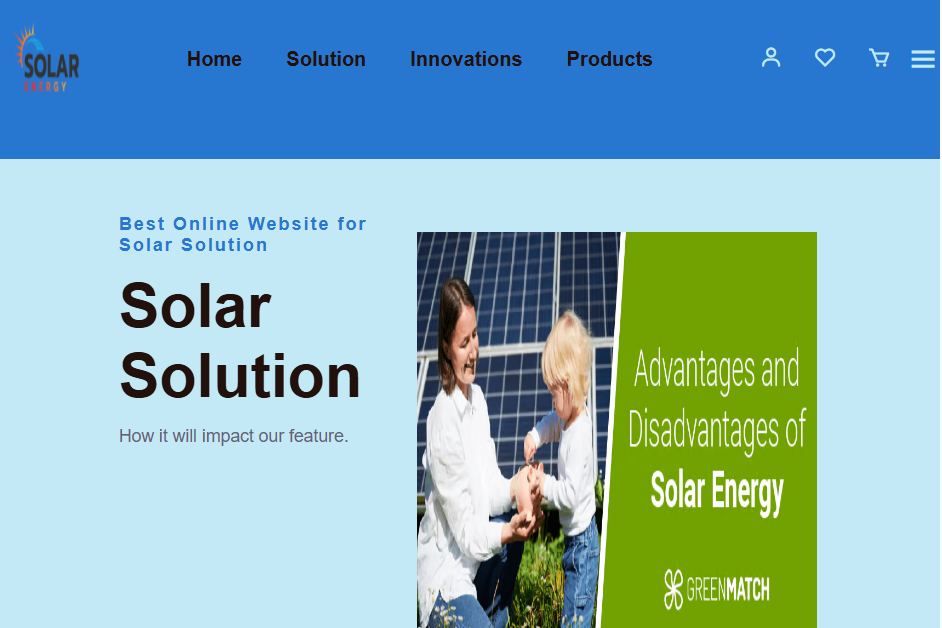 SOLAR
ENERGY
Home Solution Innovations Products
Best Online Website for
Solar Solution
Solar
Solution
How it will impact our feature.
Advantages and
Disadvantages of
Solar Energy
GREENMATCH